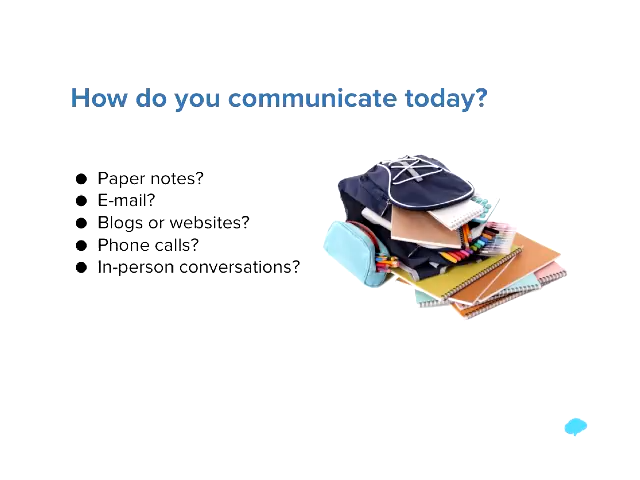 How do you communicate today?
● Paper notes?
● E-mail?
● Blogs or websites?
● Phone calls?
● In-person conversations?